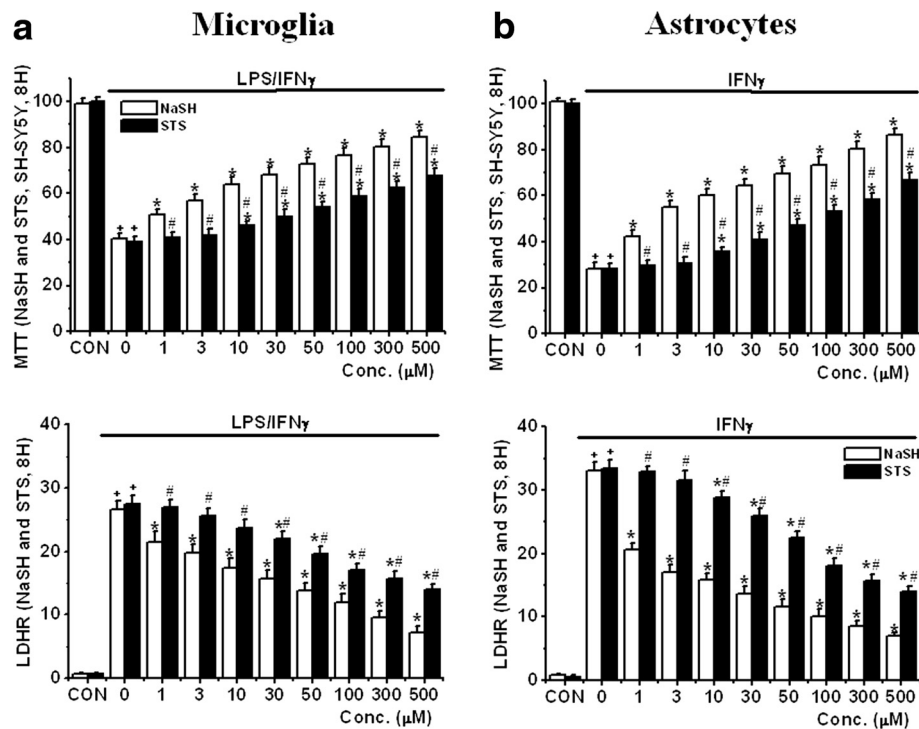 a Microglia
LPS/IFNγ
NaSH
STS
MTT (NaSH and STS, SH-SY5Y, 8H)
100
80
60
40
20
0
* * * * * * * *
+ + # # # # # # # #
* * * * * *
CON 0 1 3 10 30 50 100 300 500
Conc. (μM)
b Astrocytes
IFNγ
MTT (NaSH and STS, SH-SY5Y, 8H)
100
80
60
40
20
0
* * * * * * * *
+ + # # # # # # # #
* * * * * *
CON 0 1 3 10 30 50 100 300 500
Conc. (μM)
LPS/IFNγ
LDHR (NaSH and STS, 8H)
40
30
20
10
0
+ + # # # *# *# *# *# *#
* * * * * * * *
CON 0 1 3 10 30 50 100 300 500
Conc. (μM)
IFNγ
NaSH
STS
LDHR (NaSH and STS, 8H)
40
30
20
10
0
+ + # # *# *# *# *# *# *#
* * * * * * * *
CON 0 1 3 10 30 50 100 300 500
Conc. (μM)